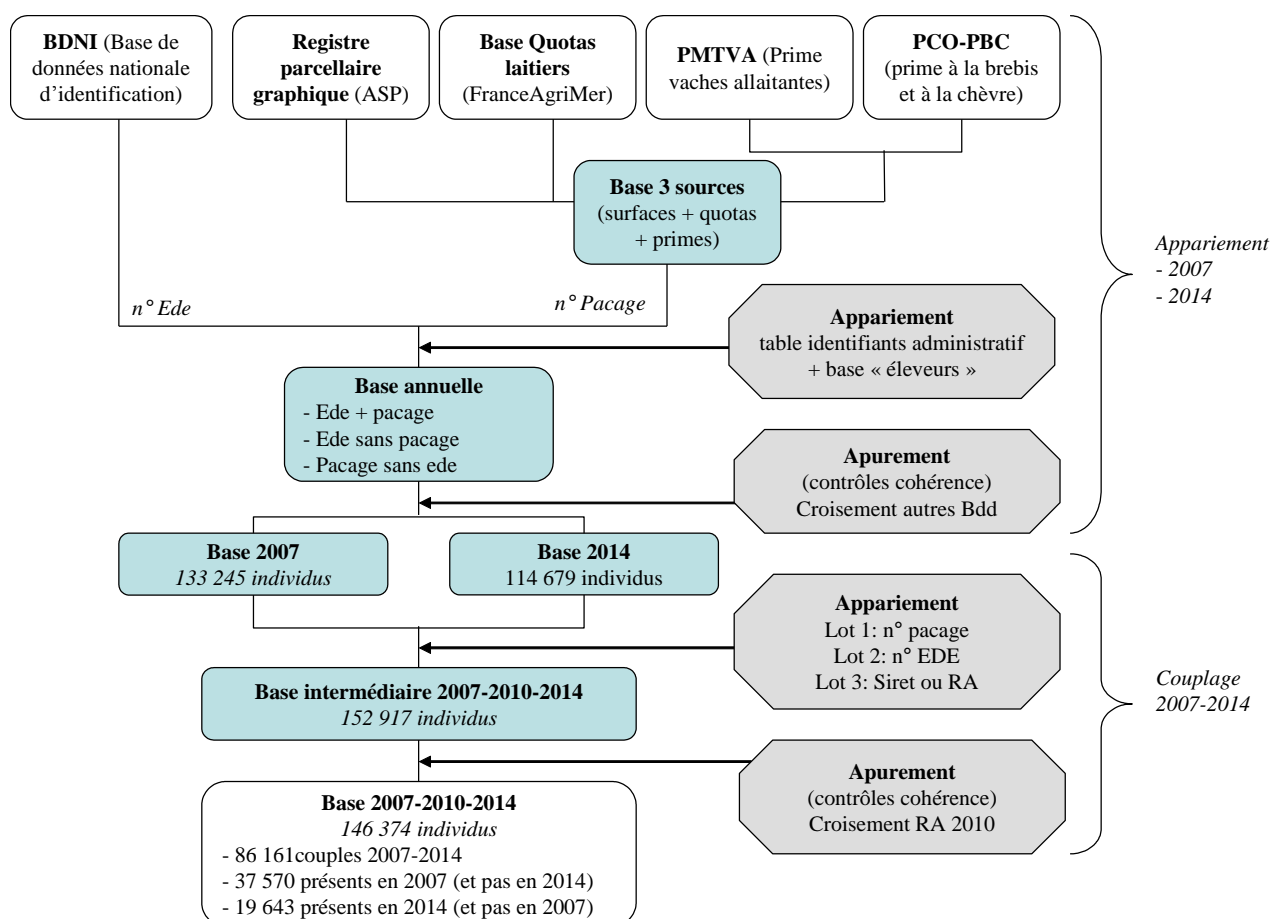 BDNI (Base de
données nationale
d'identification)
Registre
parcellaire
graphique (ASP)
Base Quotas
laitiers
(FranceAgriMer)
PMTVA (Prime
vaches allaitantes)
PCO-PBC
(prime à la brebis
et à la chèvre)
Base 3 sources
(surfaces + quotas
+ primes)
Appariement
- 2007
- 2014
n° Ede
n° Pacage
Appariement
table identifiants administratif
+ base « éleveurs »
Base annuelle
- Ede + pacage
- Ede sans pacage
- Pacage sans ede
Apurement
(contrôles cohérence)
Croisement autres Bdd
Base 2007
133 245 individus
Base 2014
114 679 individus
Appariement
Lot 1: n° pacage
Lot 2: n° EDE
Lot 3: Siret ou RA
Couplage
2007-2014
Base intermédiaire 2007-2010-2014
152 917 individus
Apurement
(contrôles cohérence)
Croisement RA 2010
Base 2007-2010-2014
146 374 individus
- 86 161couples 2007-2014
- 37 570 présents en 2007 (et pas en 2014)
- 19 643 présents en 2014 (et pas en 2007)